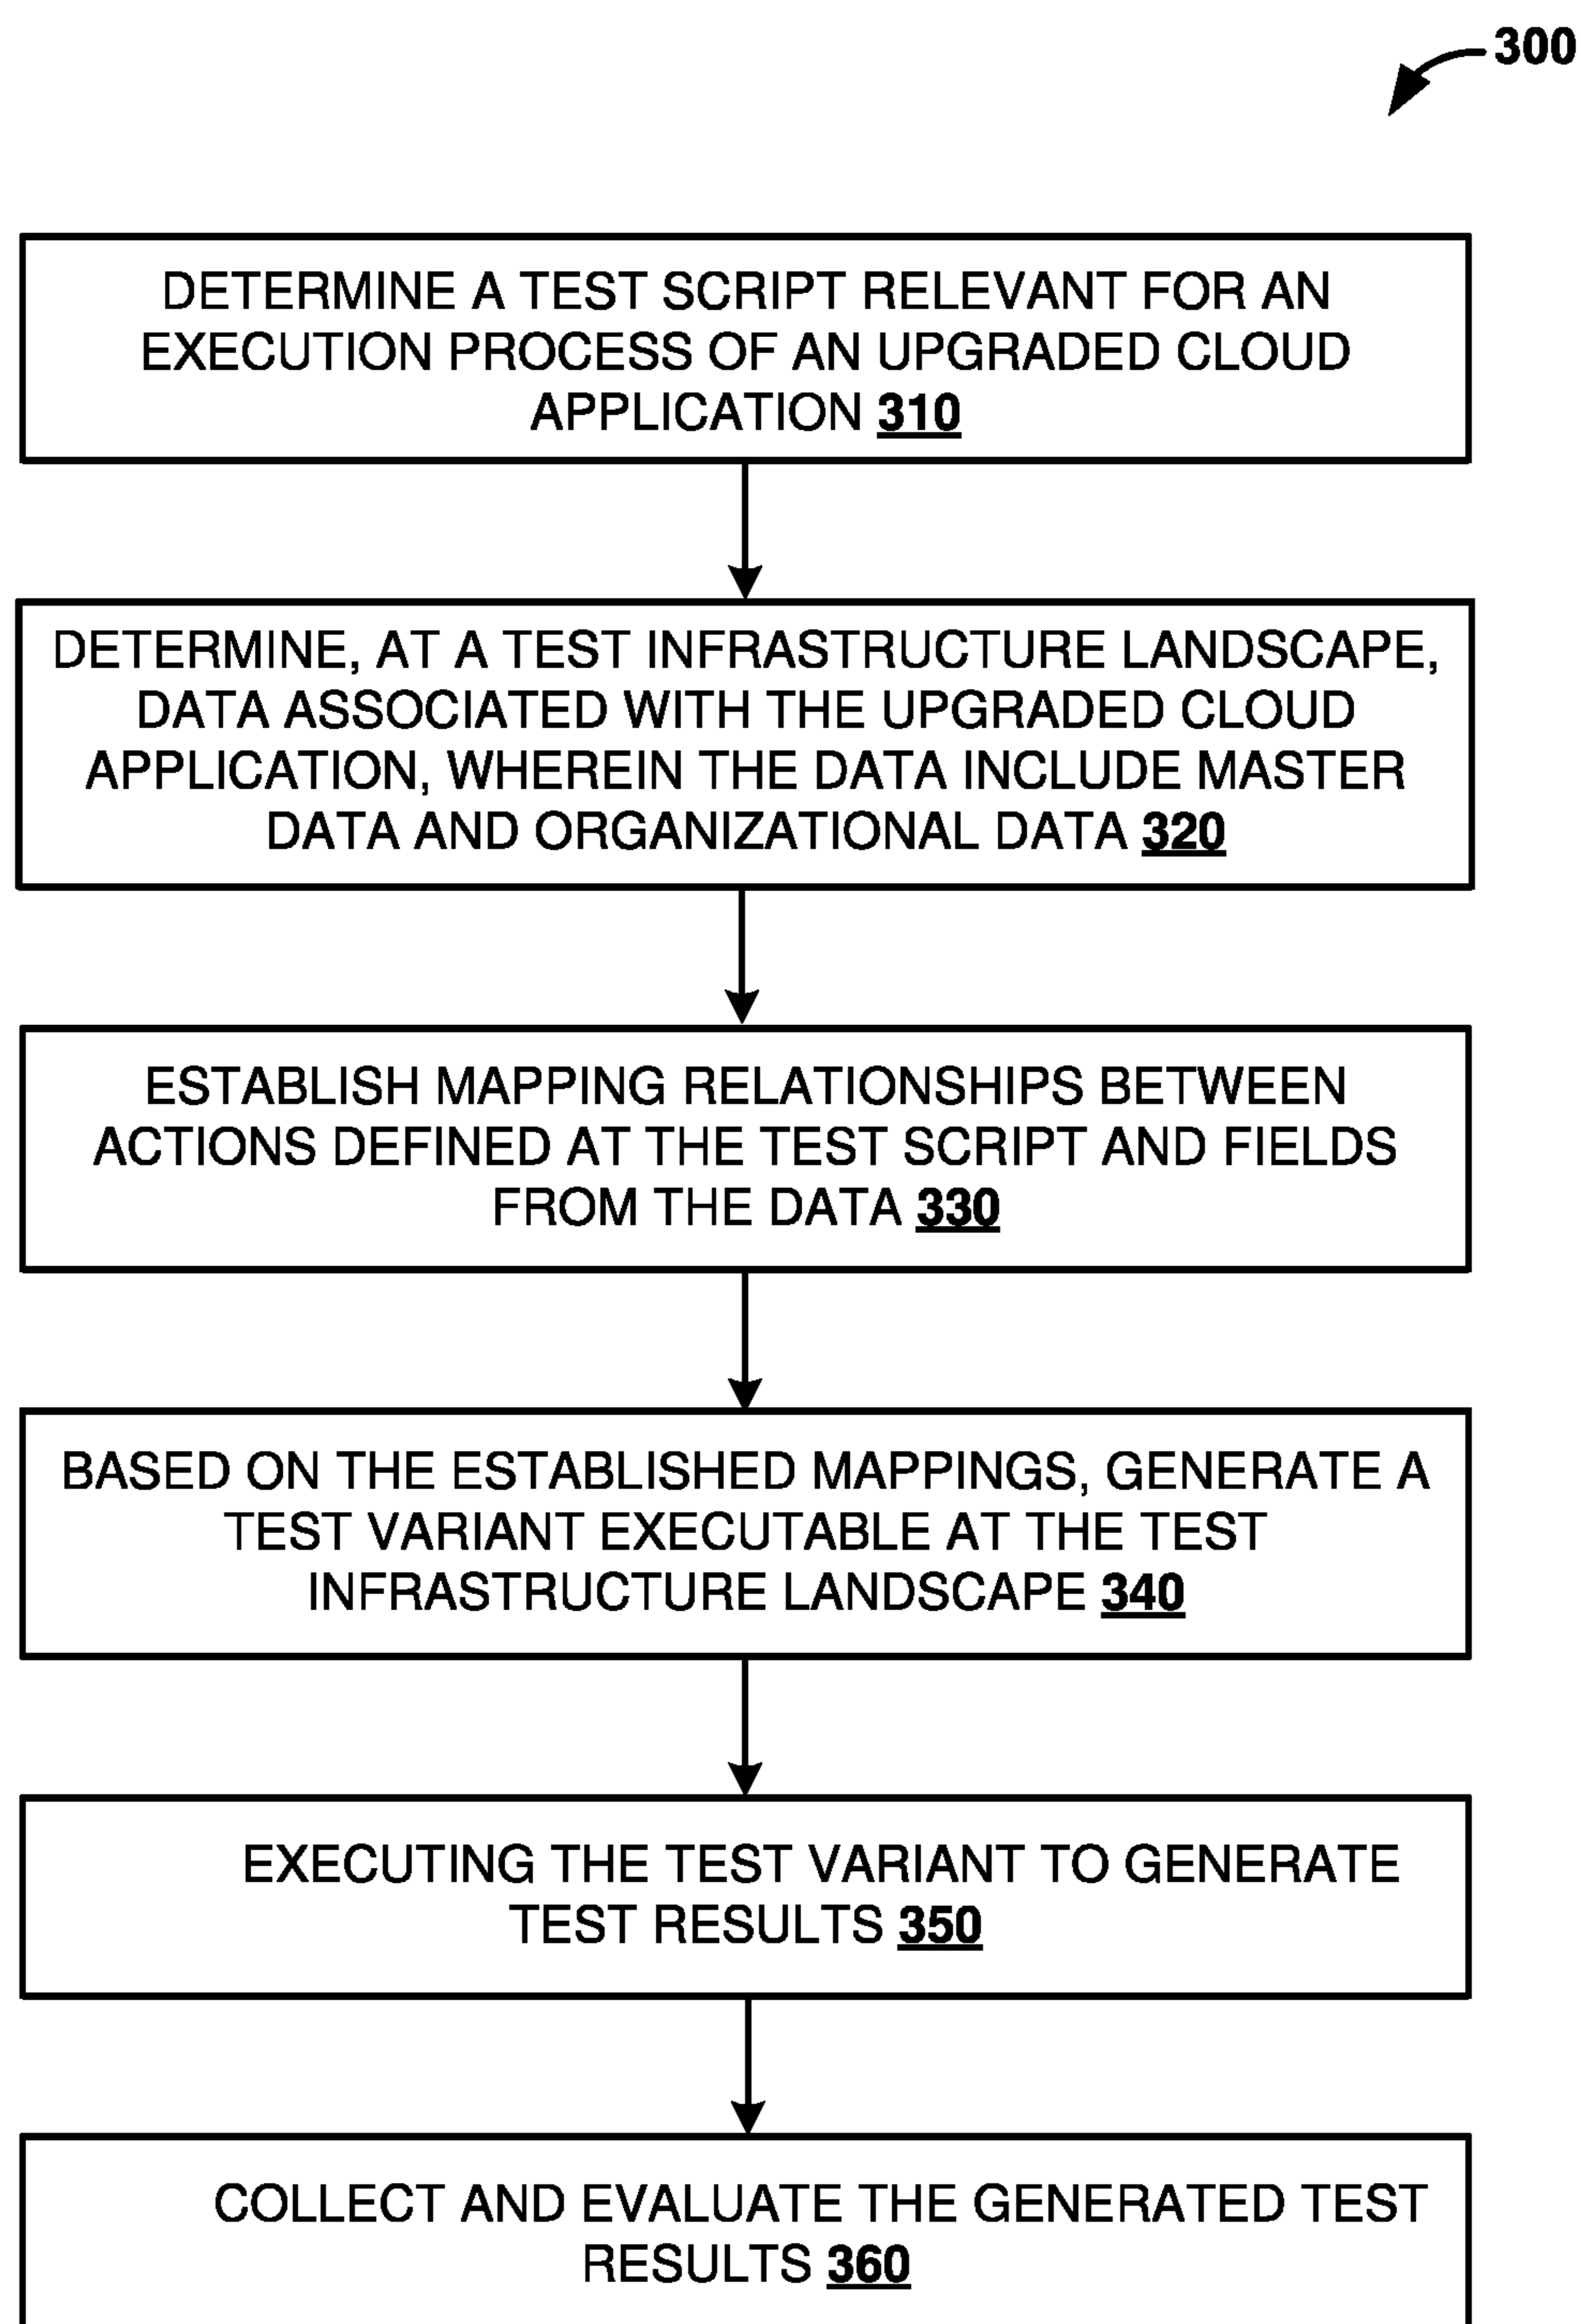 300
DETERMINE A TEST SCRIPT RELEVANT FOR AN
EXECUTION PROCESS OF AN UPGRADED CLOUD
APPLICATION 310
DETERMINE, AT A TEST INFRASTRUCTURE LANDSCAPE,
DATA ASSOCIATED WITH THE UPGRADED CLOUD
APPLICATION, WHEREIN THE DATA INCLUDE MASTER
DATA AND ORGANIZATIONAL DATA 320
ESTABLISH MAPPING RELATIONSHIPS BETWEEN
ACTIONS DEFINED AT THE TEST SCRIPT AND FIELDS
FROM THE DATA 330
BASED ON THE ESTABLISHED MAPPINGS, GENERATE A
TEST VARIANT EXECUTABLE AT THE TEST
INFRASTRUCTURE LANDSCAPE 340
EXECUTING THE TEST VARIANT TO GENERATE
TEST RESULTS 350
COLLECT AND EVALUATE THE GENERATED TEST
RESULTS 360